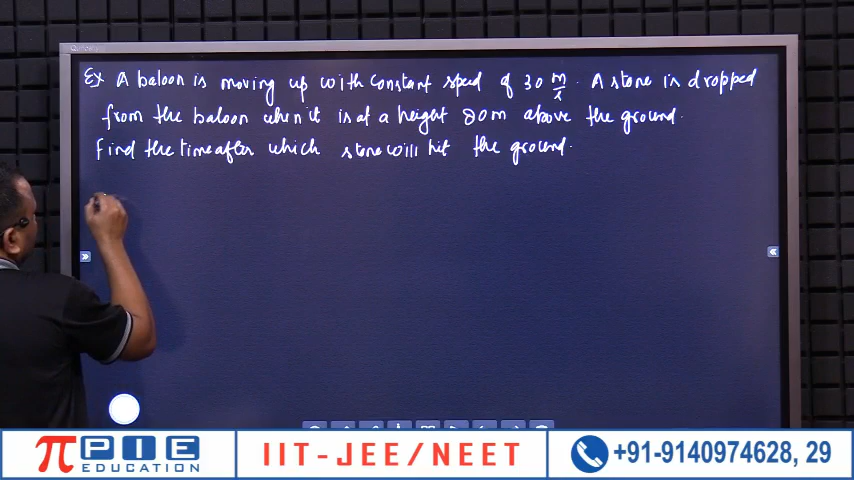 Ex A baloon is moving up with constant speed of 30 m/s. A stone is dropped
from the baloon when it is at a height 80m above the ground.
Find the time after which stone will hit the ground.
π PIE EDUCATION
IIT-JEE/NEET
+91-9140974628, 29